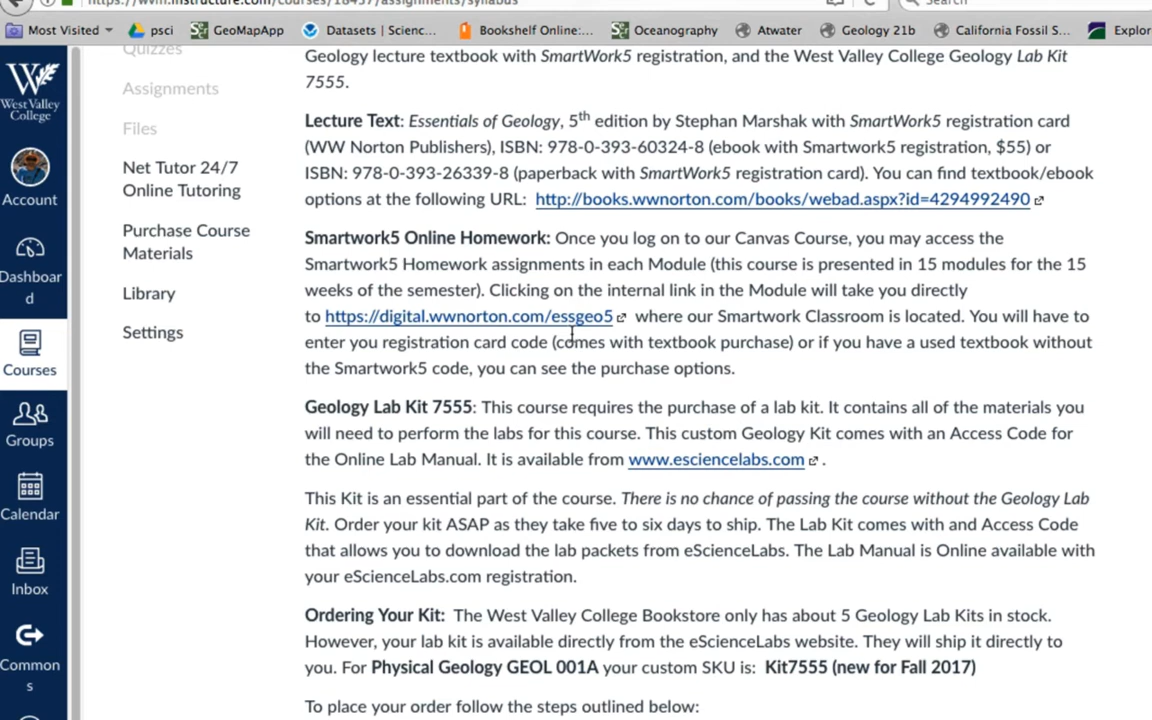 https://wvm.instructure.com/courses/18437/assignments/syllabus
Search
Most Visited
psci
GeoMapApp
Datasets | Scienc...
Bookshelf Online:...
Oceanography
Atwater
Geology 21b
California Fossil S...
Explor
West Valley
College
Account
Dashboar
d
Courses
Groups
Calendar
Inbox
Common
s
Quizzes
Assignments
Files
Net Tutor 24/7
Online Tutoring
Purchase Course
Materials
Library
Settings
Geology lecture textbook with SmartWork5 registration, and the West Valley College Geology Lab Kit
7555.
Lecture Text: Essentials of Geology, 5th edition by Stephan Marshak with SmartWork5 registration card
(WW Norton Publishers), ISBN: 978-0-393-60324-8 (ebook with Smartwork5 registration, $55) or
ISBN: 978-0-393-26339-8 (paperback with SmartWork5 registration card). You can find textbook/ebook
options at the following URL: http://books.wwnorton.com/books/webad.aspx?id=4294992490
Smartwork5 Online Homework: Once you log on to our Canvas Course, you may access the
Smartwork5 Homework assignments in each Module (this course is presented in 15 modules for the 15
weeks of the semester). Clicking on the internal link in the Module will take you directly
to https://digital.wwnorton.com/essgeo5 where our Smartwork Classroom is located. You will have to
enter you registration card code (comes with textbook purchase) or if you have a used textbook without
the Smartwork5 code, you can see the purchase options.
Geology Lab Kit 7555: This course requires the purchase of a lab kit. It contains all of the materials you
will need to perform the labs for this course. This custom Geology Kit comes with an Access Code for
the Online Lab Manual. It is available from www.esciencelabs.com .
This Kit is an essential part of the course. There is no chance of passing the course without the Geology Lab
Kit. Order your kit ASAP as they take five to six days to ship. The Lab Kit comes with and Access Code
that allows you to download the lab packets from eScienceLabs. The Lab Manual is Online available with
your eScienceLabs.com registration.
Ordering Your Kit: The West Valley College Bookstore only has about 5 Geology Lab Kits in stock.
However, your lab kit is available directly from the eScienceLabs website. They will ship it directly to
you. For Physical Geology GEOL 001A your custom SKU is: Kit7555 (new for Fall 2017)
To place your order follow the steps outlined below: